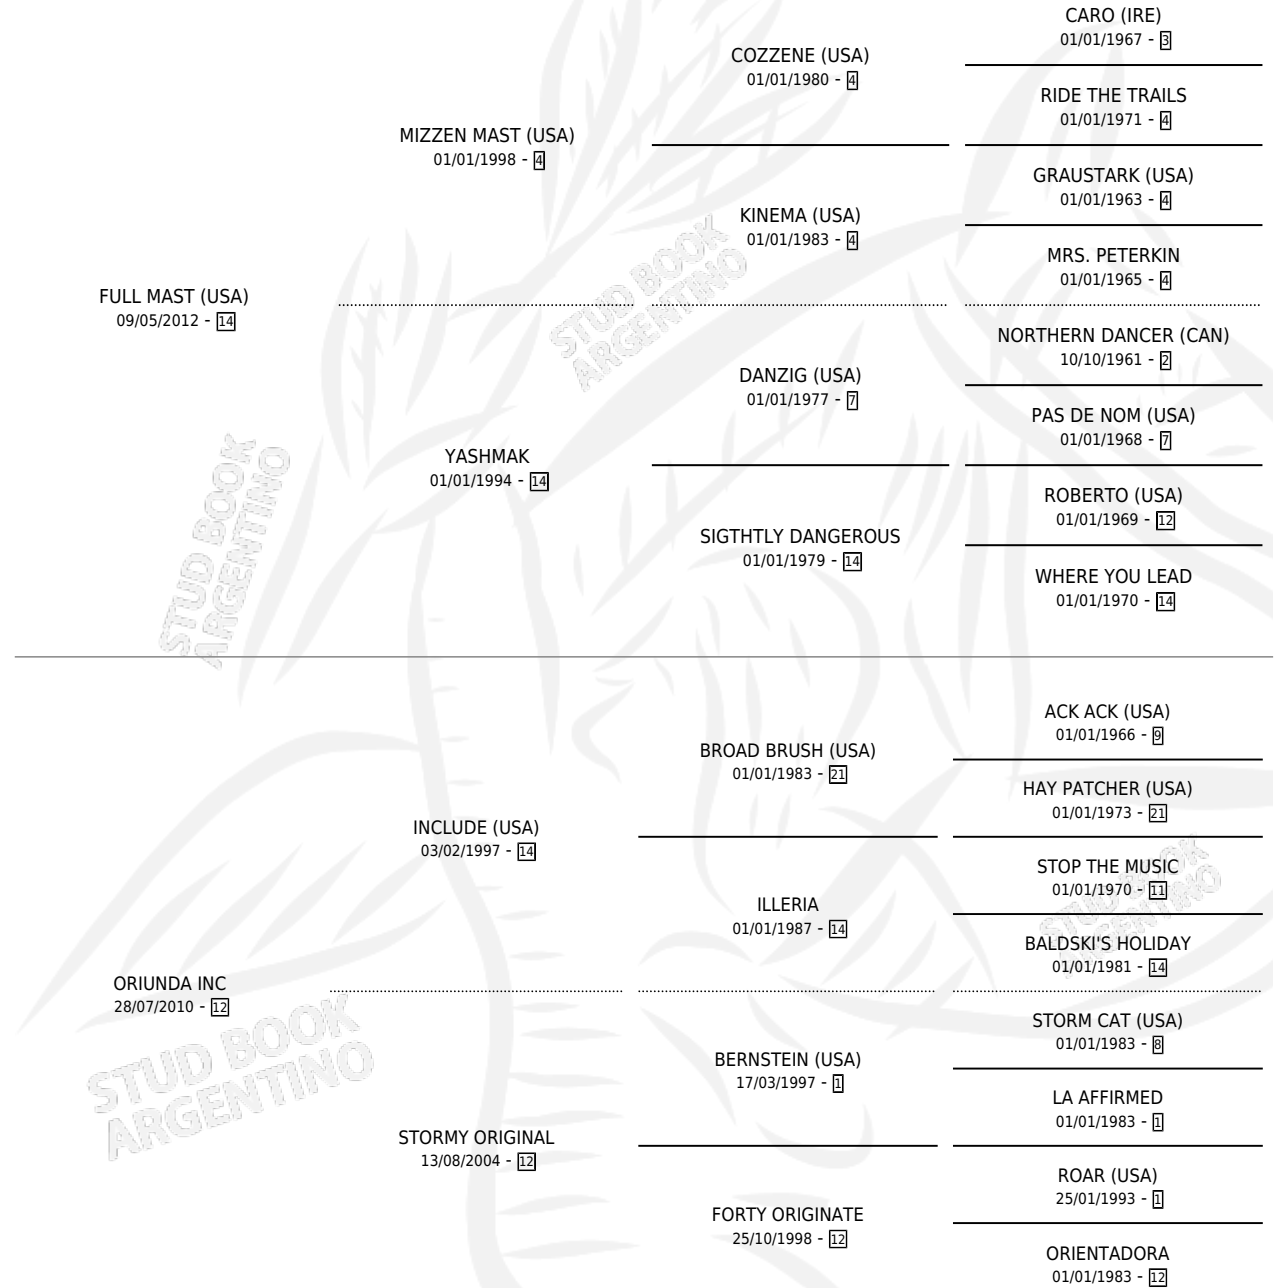 CARO (IRE)
01/01/1967 - 3
COZZENE (USA)
01/01/1980 - 4
RIDE THE TRAILS
01/01/1971 - 4
MIZZEN MAST (USA)
01/01/1998 - 4
GRAUSTARK (USA)
01/01/1963 - 4
KINEMA (USA)
01/01/1983 - 4
MRS. PETERKIN
01/01/1965 - 4
FULL MAST (USA)
09/05/2012 - 14
NORTHERN DANCER (CAN)
10/10/1961 - 2
DANZIG (USA)
01/01/1977 - 7
PAS DE NOM (USA)
01/01/1968 - 7
YASHMAK
01/01/1994 - 14
ROBERTO (USA)
01/01/1969 - 12
SIGTHTLY DANGEROUS
01/01/1979 - 14
WHERE YOU LEAD
01/01/1970 - 14
ACK ACK (USA)
01/01/1966 - 9
BROAD BRUSH (USA)
01/01/1983 - 21
HAY PATCHER (USA)
01/01/1973 - 21
INCLUDE (USA)
03/02/1997 - 14
STOP THE MUSIC
01/01/1970 - 11
ILLERIA
01/01/1987 - 14
BALDSKI'S HOLIDAY
01/01/1981 - 14
ORIUNDA INC
28/07/2010 - 12
STORM CAT (USA)
01/01/1983 - 8
BERNSTEIN (USA)
17/03/1997 - 1
LA AFFIRMED
01/01/1983 - 1
STORMY ORIGINAL
13/08/2004 - 12
ROAR (USA)
25/01/1993 - 1
FORTY ORIGINATE
25/10/1998 - 12
ORIENTADORA
01/01/1983 - 12
STUD BOOK
ARGENTINO
STUD BOOK
ARGENTINO
STUD BOOK
ARGENTINO
STUD BOOK
ARGENTINO